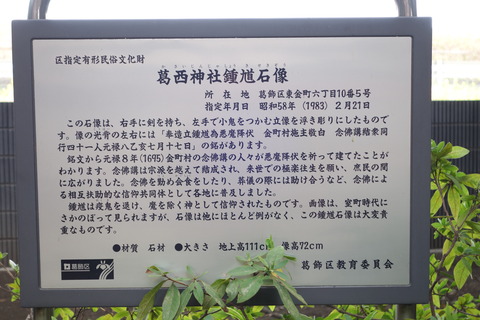 区指定有形民俗文化財
かさいじんじゃしょうきせきぞう
葛西神社鍾馗石像
所在地 葛飾区東金町六丁目10番5号
指定年月日 昭和58年(1983)2月21日
この石像は、右手に剣を持ち、左手で小鬼をつかむ立像を浮き彫りにしたもので
す。像の光背の左右には「奉造立鍾馗為悪魔降伏 金町村施主敬白 念佛講結衆同
行四十一人元禄八乙亥七月十七日」の銘があります。
銘文から元禄8年(1695)金町村の念佛講の人々が悪魔降伏を祈って建てたことが
わかります。念佛講は宗派を越えて結成され、来世での極楽往生を願い、庶民の間
に広がりました。念佛を勤め会食をしたり、葬儀の際には助け合うなど、念佛によ
る相互扶助的な信仰共同体として各地に普及しました。
鍾馗は疫鬼を退け、魔を除く神として信仰されたものです。画像は、室町時代に
さかのぼって見られますが、石像は他にほとんど例がなく、この鍾馗石像は大変貴
重なものです。
●材質 石材 ●大きさ 地上高111cm 像高72cm
葛飾区
葛飾区教育委員会